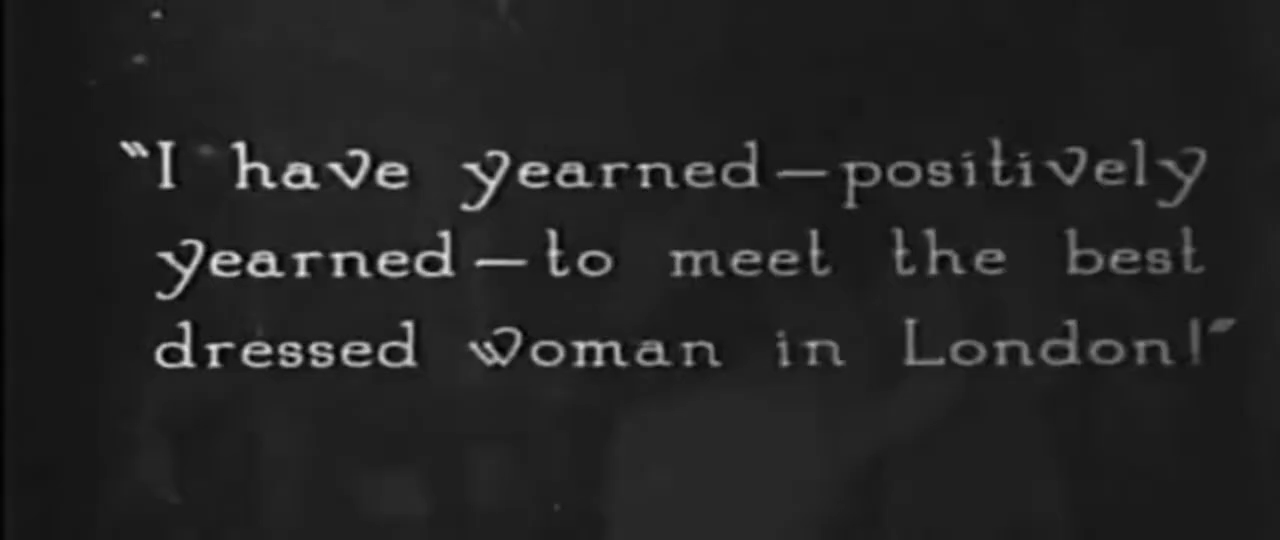 "I have yearned—positively
yearned—to meet the best
dressed woman in London!"